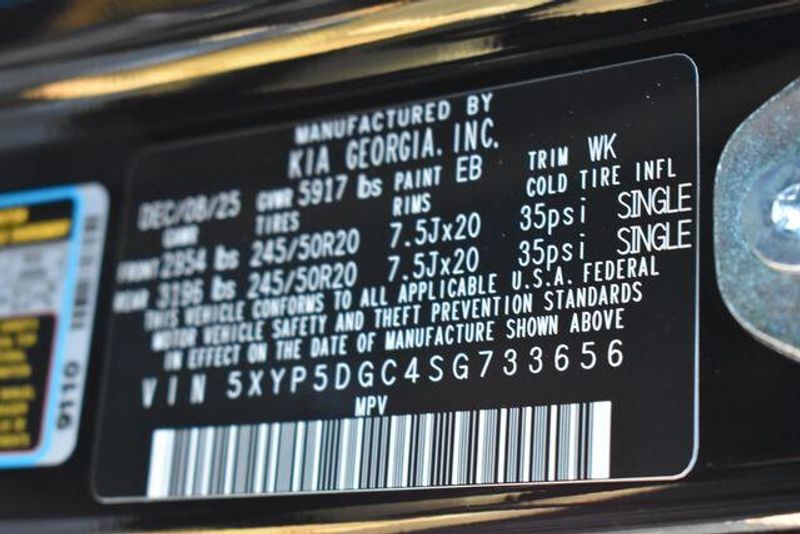 MANUFACTURED BY
KIA GEORGIA, INC.
DEC/08/25 GVWR 5917 lbs PAINT EB TRIM WK
GAWR TIRES RIMS COLD TIRE INFL
FRONT 2954 lbs 245/50R20 7.5Jx20 35psi SINGLE
REAR 3196 lbs 245/50R20 7.5Jx20 35psi SINGLE
THIS VEHICLE CONFORMS TO ALL APPLICABLE U.S.A. FEDERAL
MOTOR VEHICLE SAFETY AND THEFT PREVENTION STANDARDS
IN EFFECT ON THE DATE OF MANUFACTURE SHOWN ABOVE
VIN 5XYP5DGC4SG733656
MPV
9110